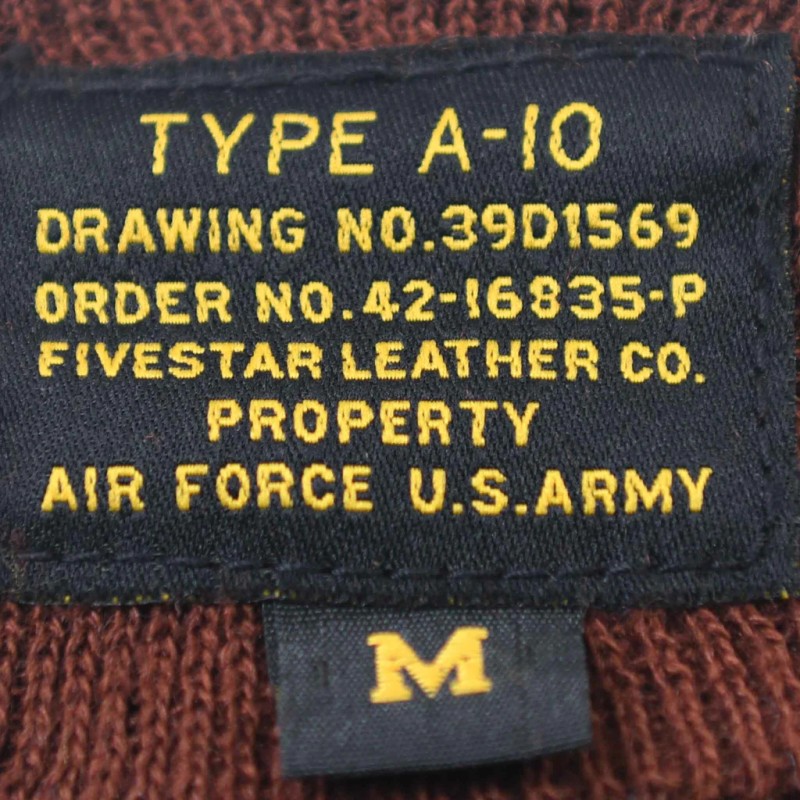 TYPE A-10
DRAWING NO.39D1569
ORDER NO.42-16835-P
FIVESTAR LEATHER CO.
PROPERTY
AIR FORCE U.S.ARMY
M